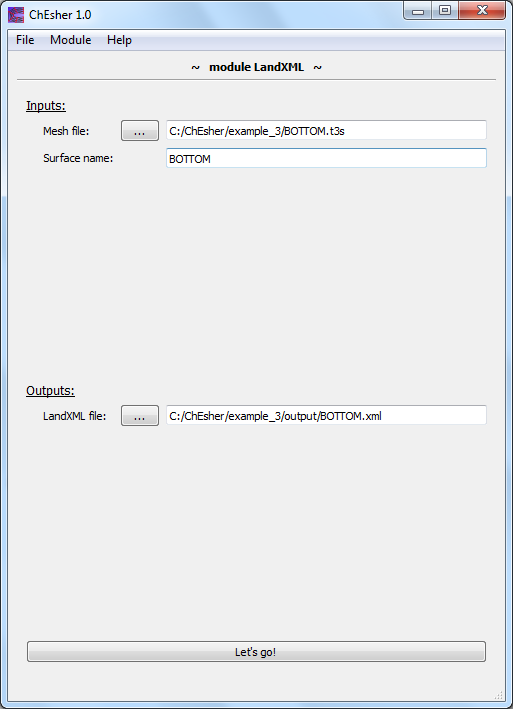 ChEsher 1.0
File Module Help
~ module LandXML ~
Inputs:
Mesh file: ... C:/ChEsher/example_3/BOTTOM.t3s
Surface name: BOTTOM
Outputs:
LandXML file: ... C:/ChEsher/example_3/output/BOTTOM.xml
Let's go!